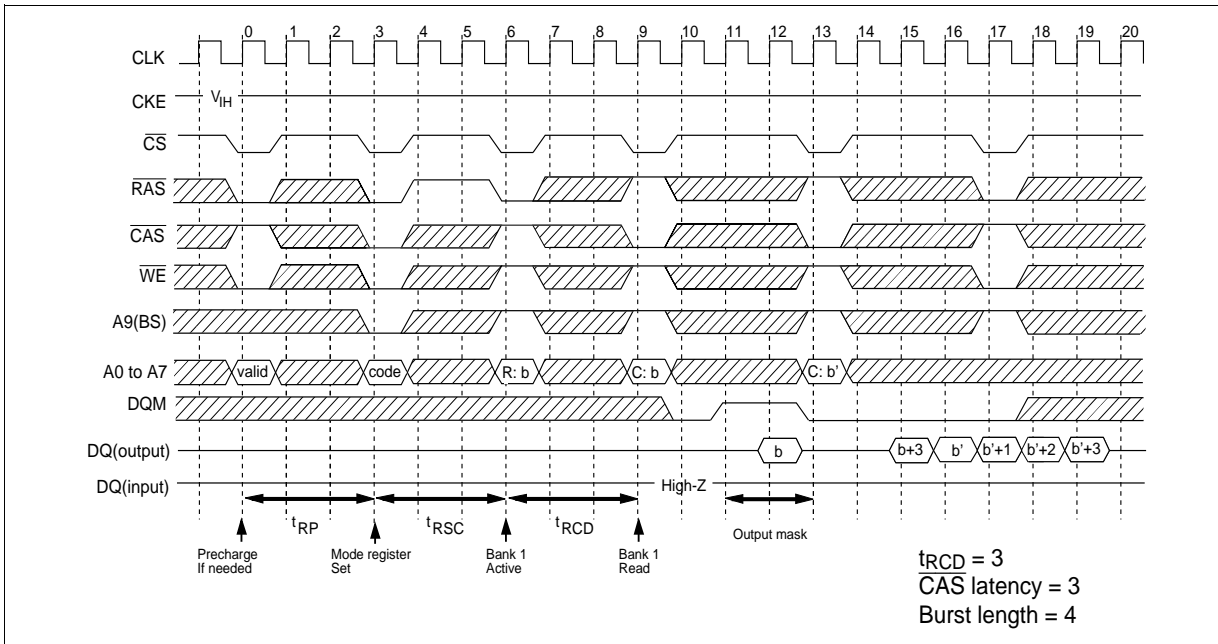 0 1 2 3 4 5 6 7 8 9 10 11 12 13 14 15 16 17 18 19 20
CLK
CKE VIH
CS
RAS
CAS
WE
A9(BS)
A0 to A7 valid code R: b C: b C: b'
DQM
DQ(output) b b+3 b' b'+1 b'+2 b'+3
DQ(input) High-Z
tRP tRSC tRCD Output mask
Precharge If needed
Mode register Set
Bank 1 Active
Bank 1 Read
tRCD = 3
CAS latency = 3
Burst length = 4